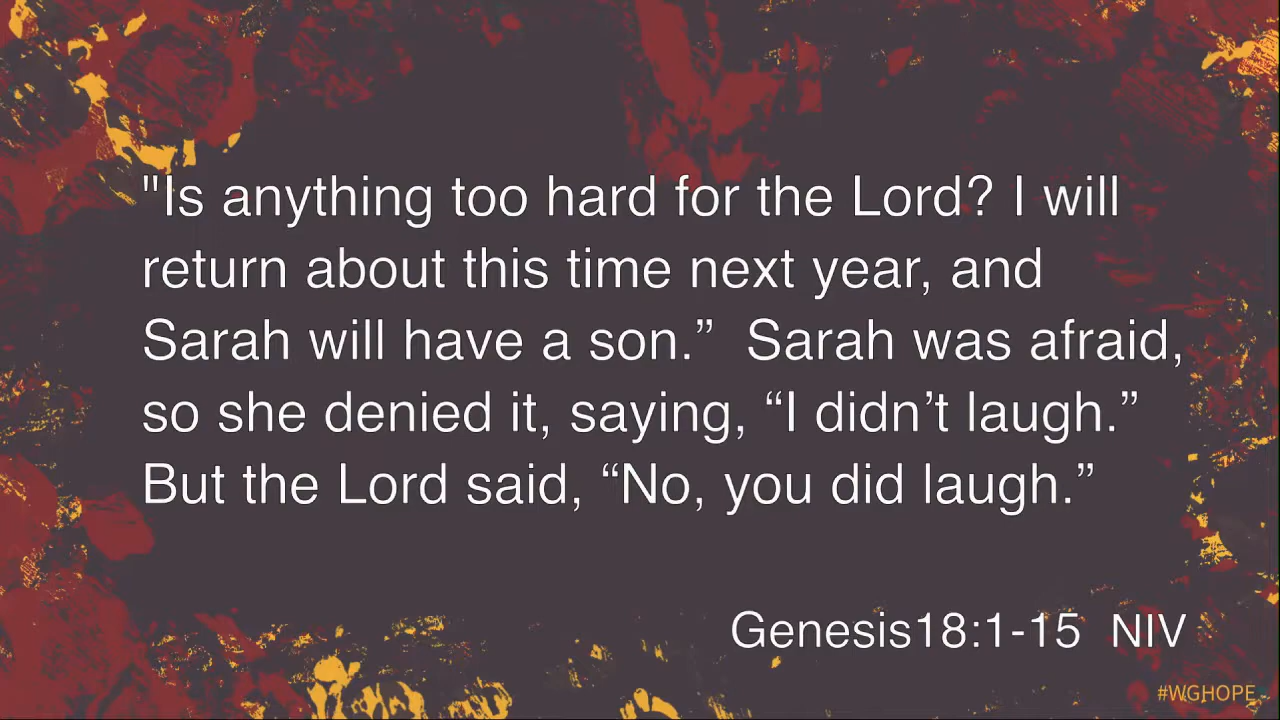 "Is anything too hard for the Lord? I will
return about this time next year, and
Sarah will have a son.”  Sarah was afraid,
so she denied it, saying, “I didn’t laugh.”
But the Lord said, “No, you did laugh.”
Genesis18:1-15  NIV
#WGHOPE